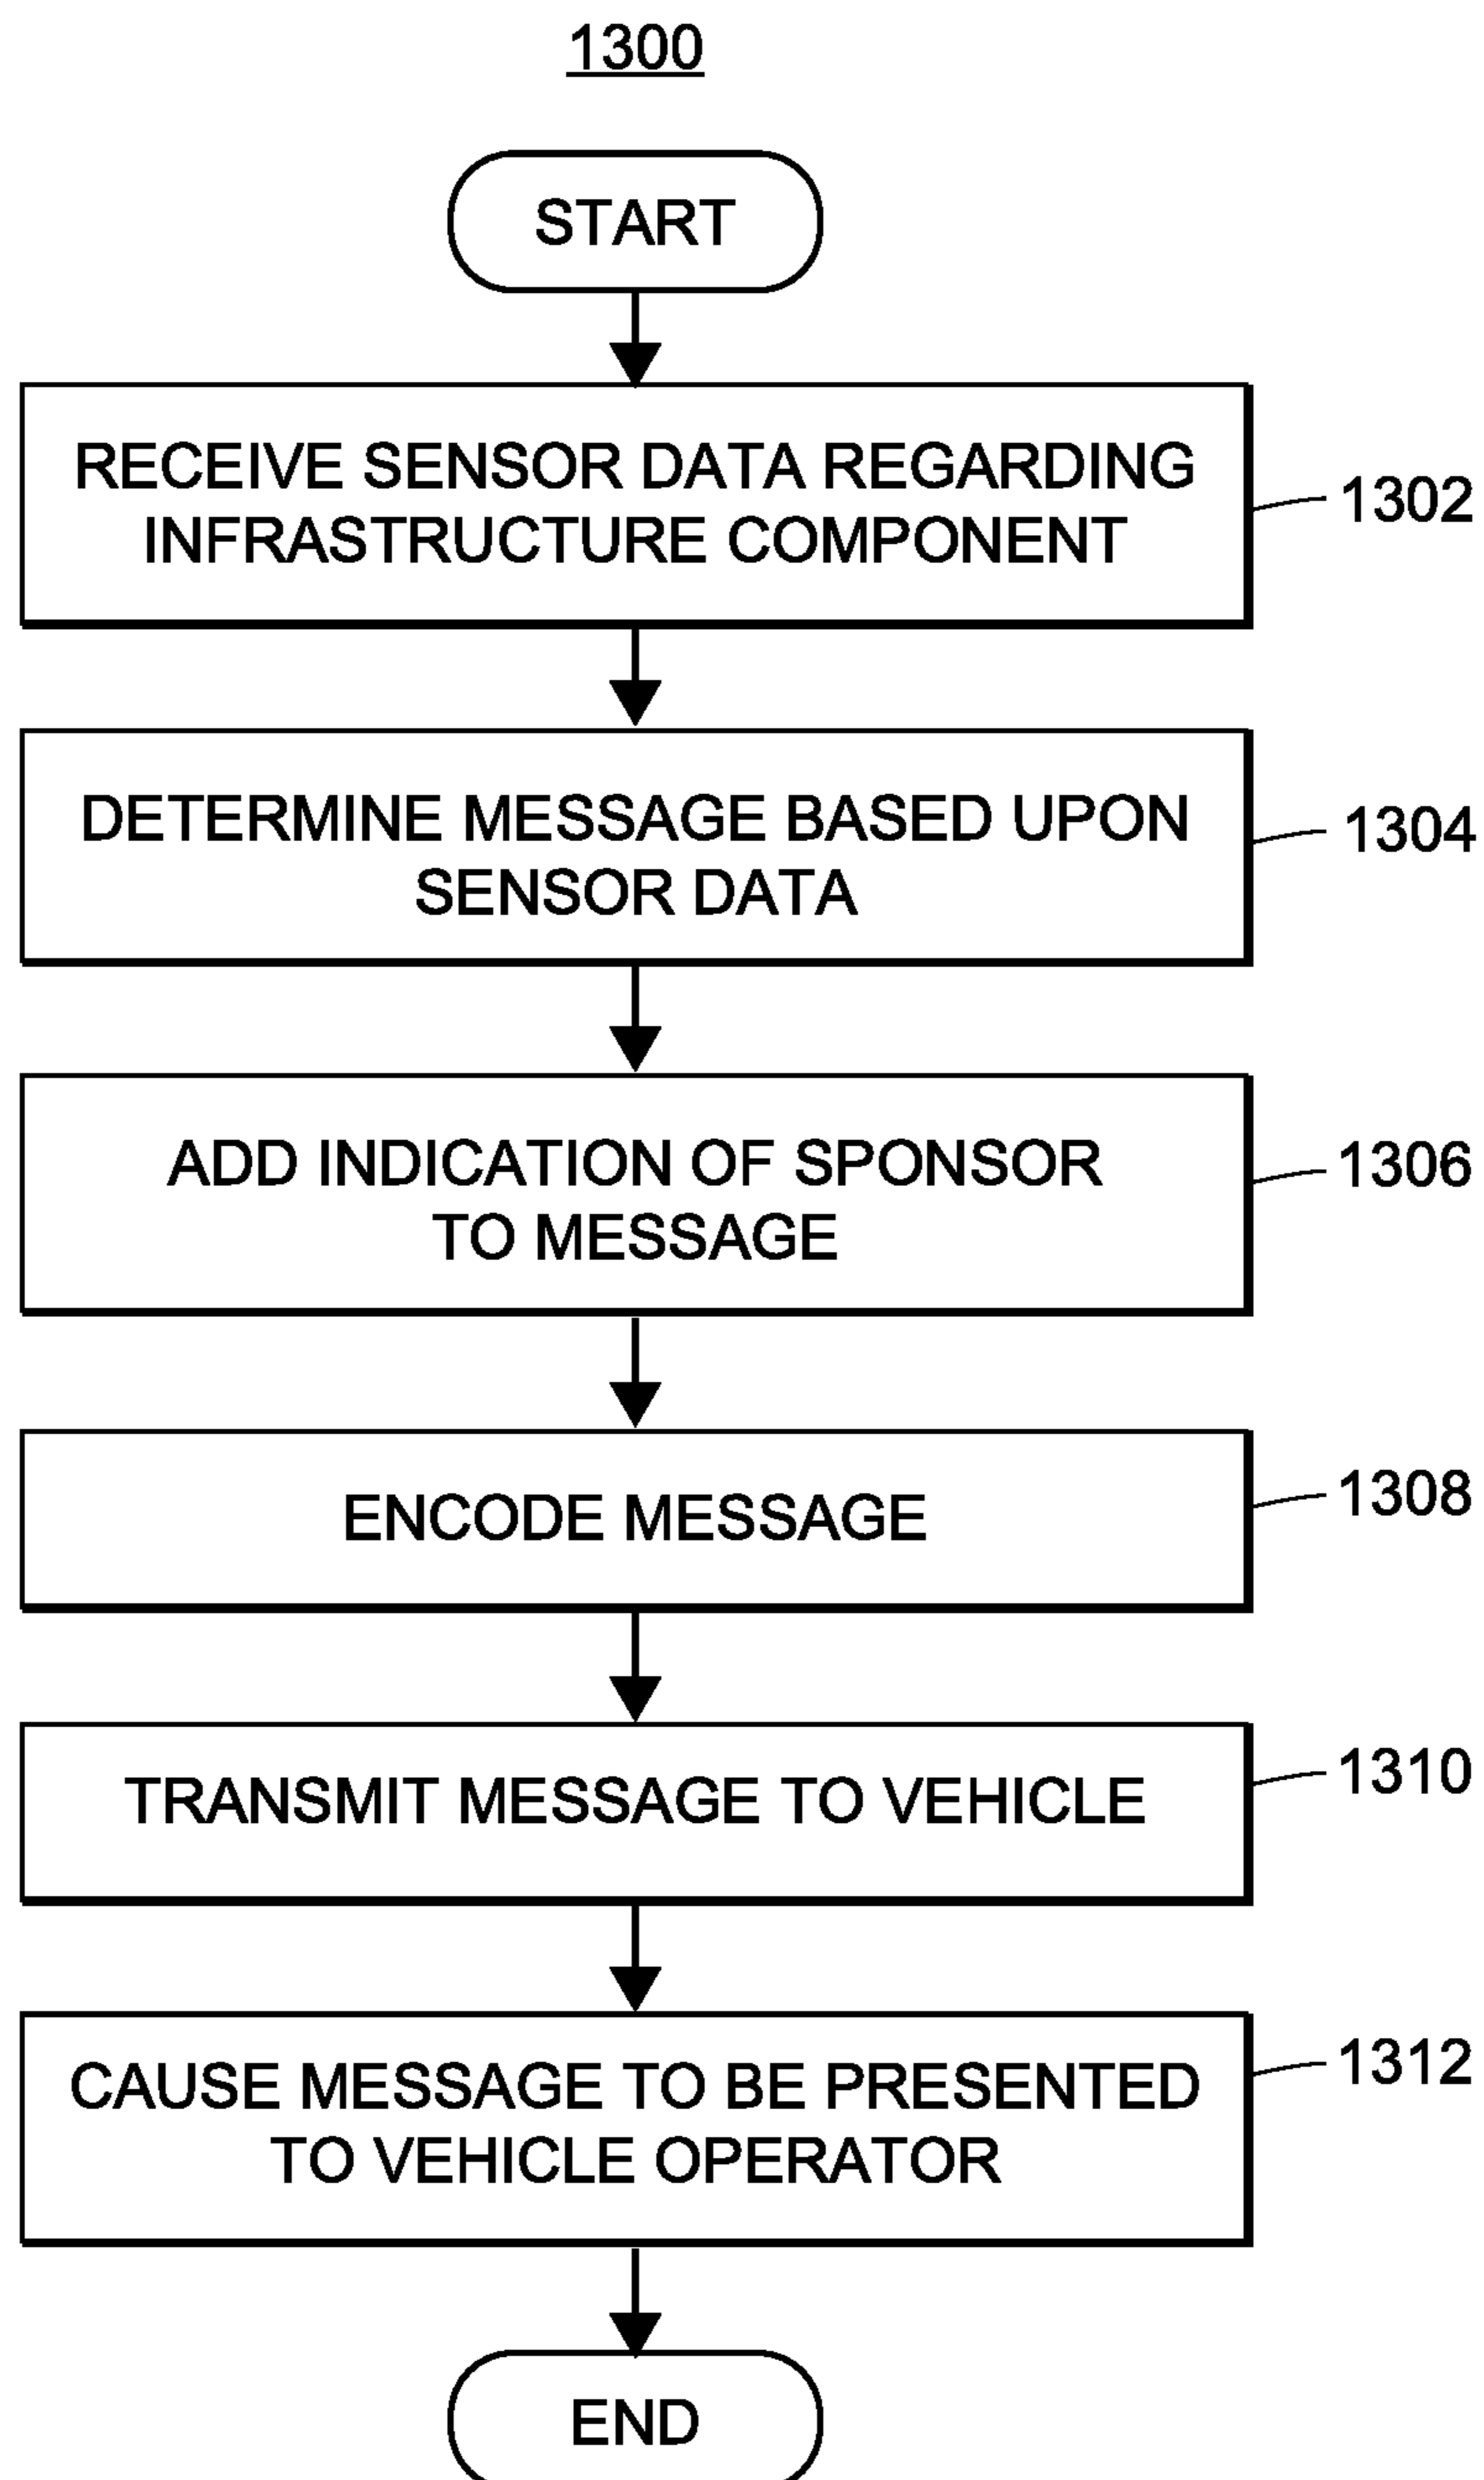 1300
START
RECEIVE SENSOR DATA REGARDING
INFRASTRUCTURE COMPONENT
1302
DETERMINE MESSAGE BASED UPON
SENSOR DATA
1304
ADD INDICATION OF SPONSOR
TO MESSAGE
1306
ENCODE MESSAGE
1308
TRANSMIT MESSAGE TO VEHICLE
1310
CAUSE MESSAGE TO BE PRESENTED
TO VEHICLE OPERATOR
1312
END